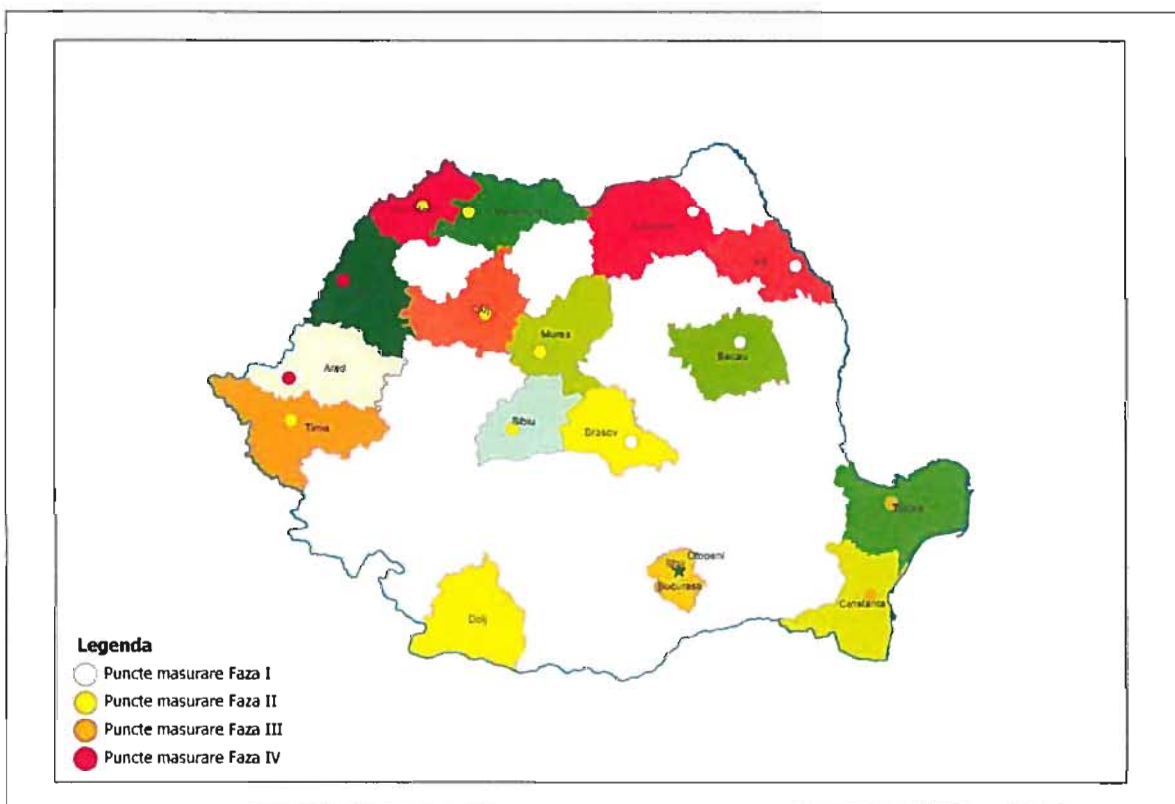 Mures
Bacau
Arad
Sibiu
Timis
Brasov
Tulcea
Otopeni
Constanta
Dolj
Legenda
Puncte masurare Faza I
Puncte masurare Faza II
Puncte masurare Faza III
Puncte masurare Faza IV